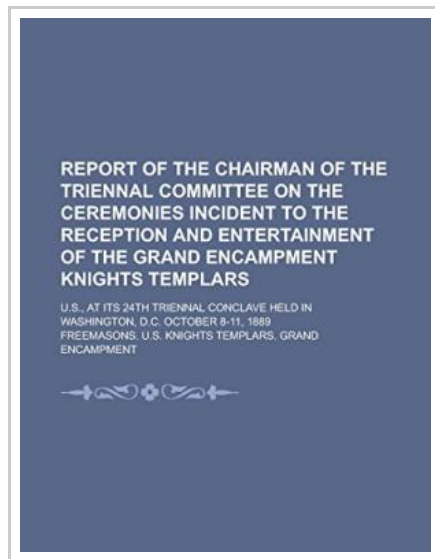 REPORT OF THE CHAIRMAN OF THE
TRIENNAL COMMITTEE ON THE
CEREMONIES INCIDENT TO THE
RECEPTION AND ENTERTAINMENT
OF THE GRAND ENCAMPMENT
KNIGHTS TEMPLARS
U.S., AT ITS 24TH TRIENNAL CONCLAVE HELD IN
WASHINGTON, D.C. OCTOBER 8-11, 1889
FREEMASONS. U.S. KNIGHTS TEMPLARS. GRAND
ENCAMPMENT